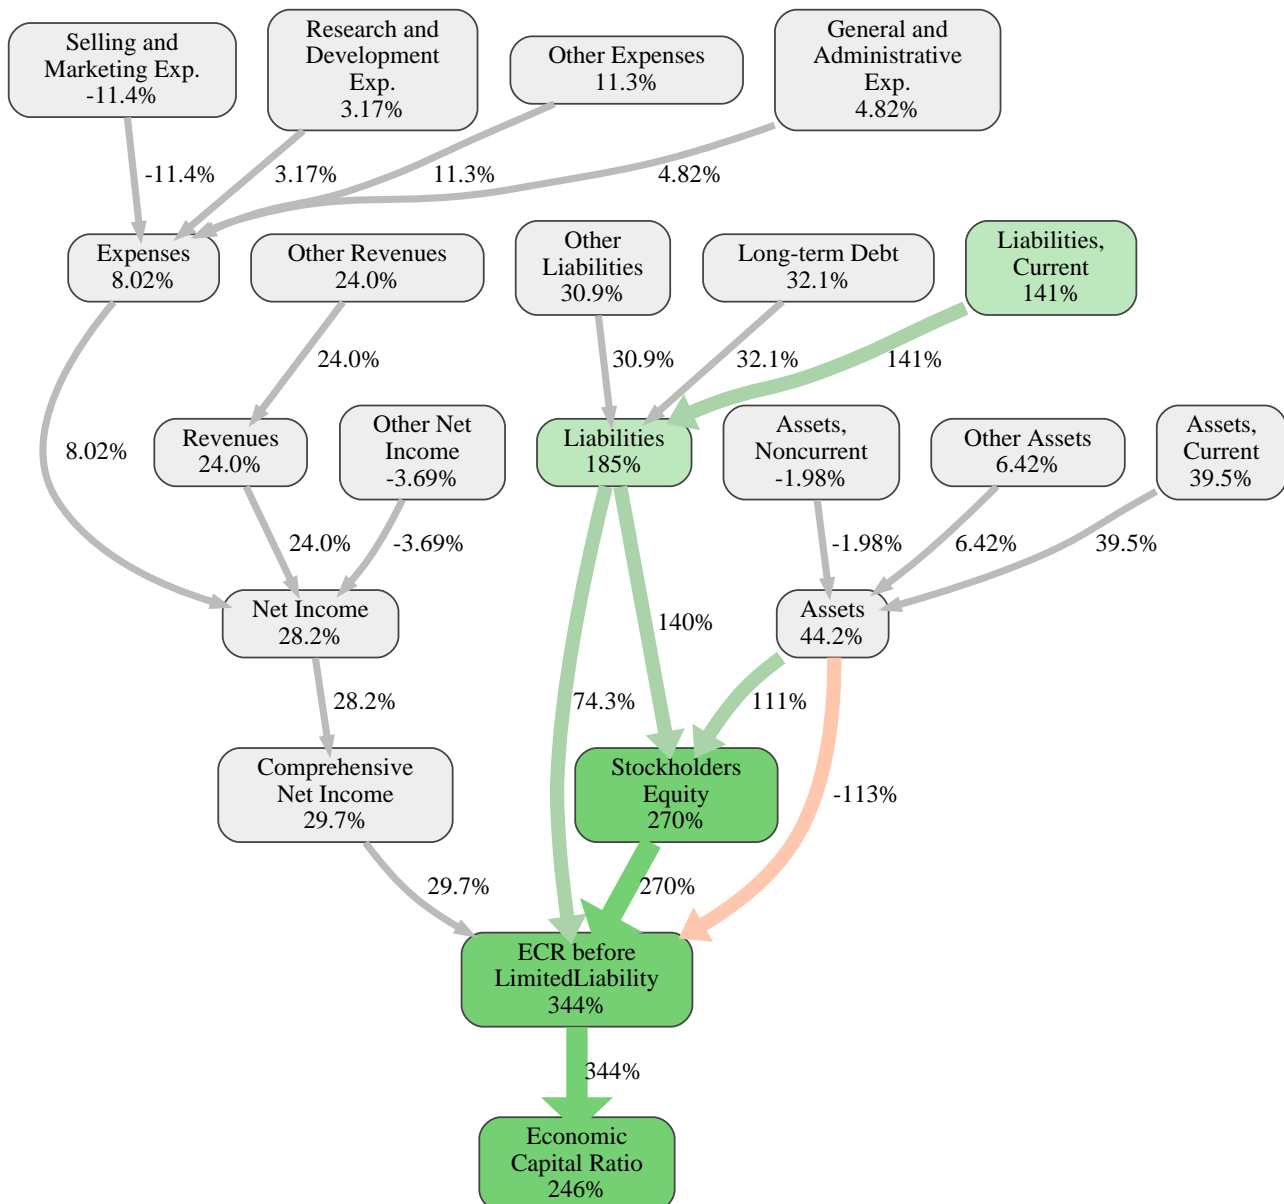 Selling and
Marketing Exp.
-11.4%
Research and
Development
Exp.
3.17%
Other Expenses
11.3%
General and
Administrative
Exp.
4.82%
-11.4%
3.17%
11.3%
4.82%
Expenses
8.02%
Other Revenues
24.0%
Other
Liabilities
30.9%
Long-term Debt
32.1%
Liabilities,
Current
141%
24.0%
30.9%
32.1%
141%
8.02%
Revenues
24.0%
Other Net
Income
-3.69%
Liabilities
185%
Assets,
Noncurrent
-1.98%
Other Assets
6.42%
Assets,
Current
39.5%
24.0%
-3.69%
-1.98%
6.42%
39.5%
Net Income
28.2%
140%
Assets
44.2%
28.2%
74.3%
111%
Comprehensive
Net Income
29.7%
Stockholders
Equity
270%
-113%
29.7%
270%
ECR before
LimitedLiability
344%
344%
Economic
Capital Ratio
246%